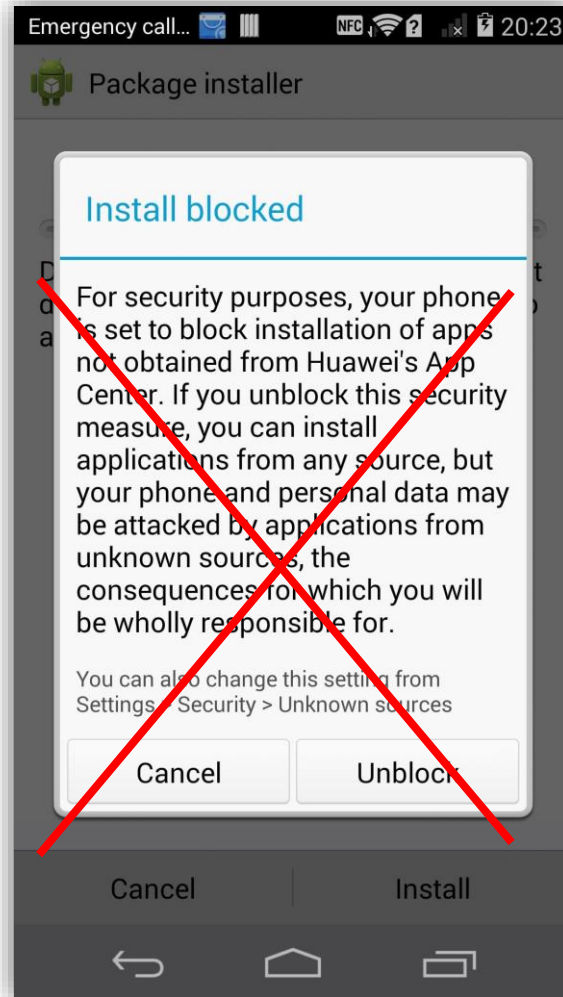 Emergency call... NFC ? 20:23
Package installer
Install blocked
D t
For security purposes, your phone
d o
is set to block installation of apps
a
not obtained from Huawei's App
Center. If you unblock this security
measure, you can install
applications from any source, but
your phone and personal data may
be attacked by applications from
unknown sources, the
consequences for which you will
be wholly responsible for.
You can also change this setting from
Settings > Security > Unknown sources
Cancel Unblock
Cancel Install